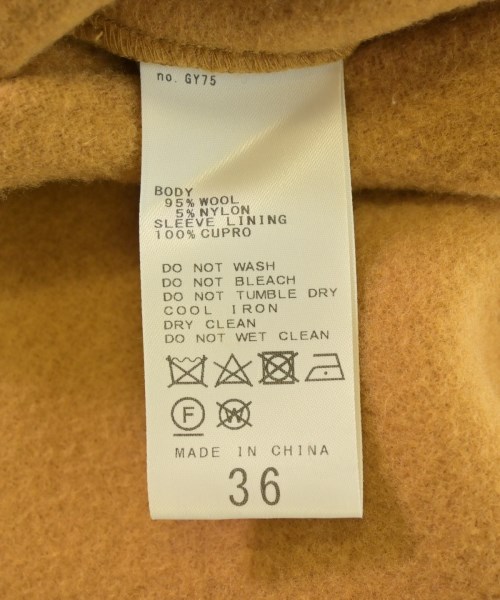 no. GY75
BODY
95% WOOL
5% NYLON
SLEEVE LINING
100% CUPRO
DO NOT WASH
DO NOT BLEACH
DO NOT TUMBLE DRY
COOL IRON
DRY CLEAN
DO NOT WET CLEAN
F W
MADE IN CHINA
36